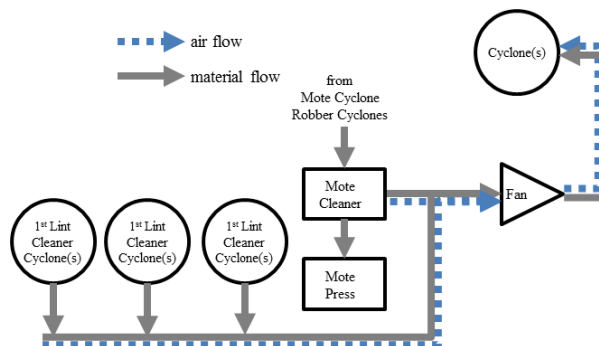 air flow
material flow
Cyclone(s)
from
Mote Cyclone
Robber Cyclones
Mote
Cleaner
Fan
1st Lint
Cleaner
Cyclone(s)
1st Lint
Cleaner
Cyclone(s)
1st Lint
Cleaner
Cyclone(s)
Mote
Press